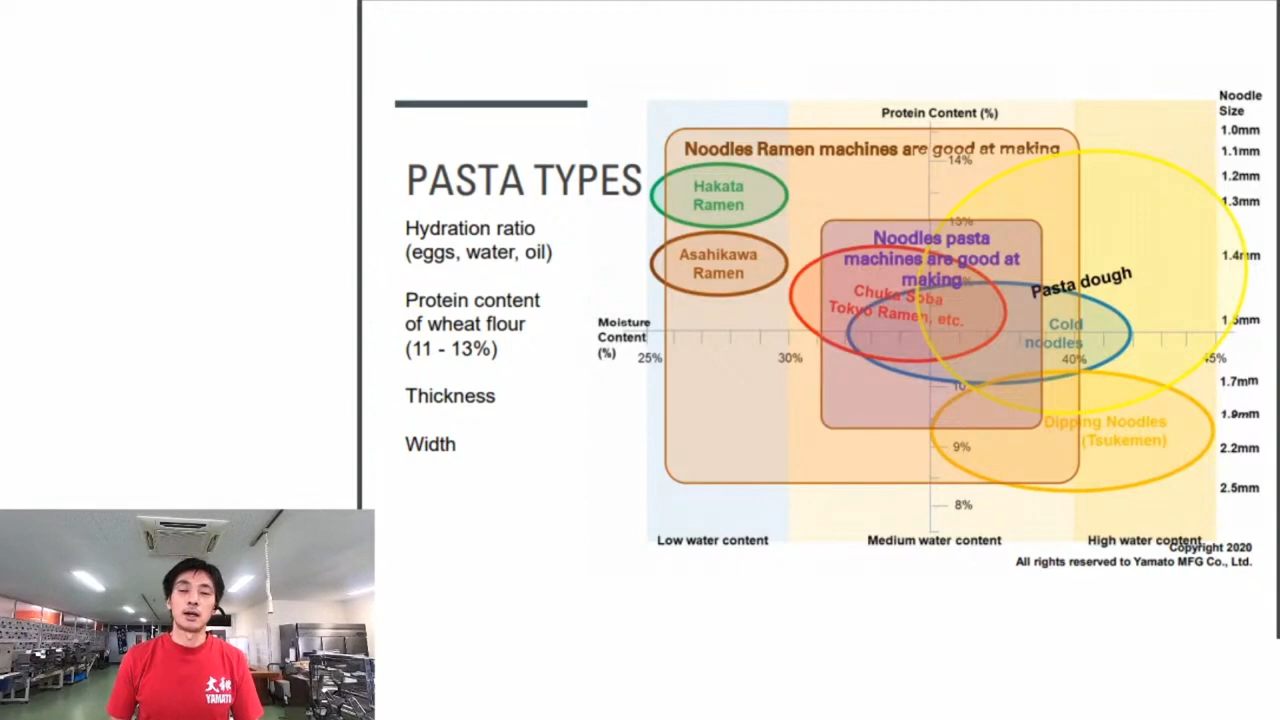 PASTA TYPES
Hydration ratio
(eggs, water, oil)
Protein content
of wheat flour
(11 - 13%)
Thickness
Width
Protein Content (%)
Noodles Ramen machines are good at making
14%
Hakata
Ramen
13%
Noodles pasta
machines are good at
making
Asahikawa
Ramen
Chuka Soba
Tokyo Ramen, etc.
Pasta dough
Cold
noodles
Moisture
Content
(%)
25%
30%
40%
45%
10
Dipping Noodles
(Tsukemen)
9%
8%
Low water content
Medium water content
High water content
Noodle
Size
1.0mm
1.1mm
1.2mm
1.3mm
1.4mm
1.5mm
1.7mm
1.9mm
2.2mm
2.5mm
Copyright 2020
All rights reserved to Yamato MFG Co., Ltd.
大和
YAMATO